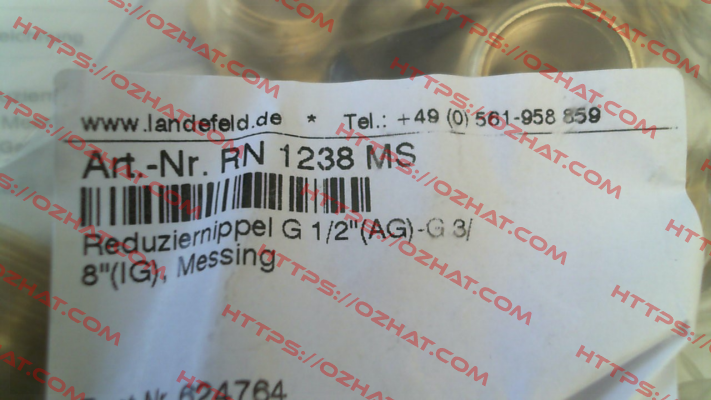 www.landefeld.de * Tel.: +49 (0) 561-958 859
Art.-Nr. RN 1238 MS
Reduziernippel G 1/2"(AG)-G 3/
8"(IG), Messing
Nr. 624764
HTTPS://OZHAT.COM